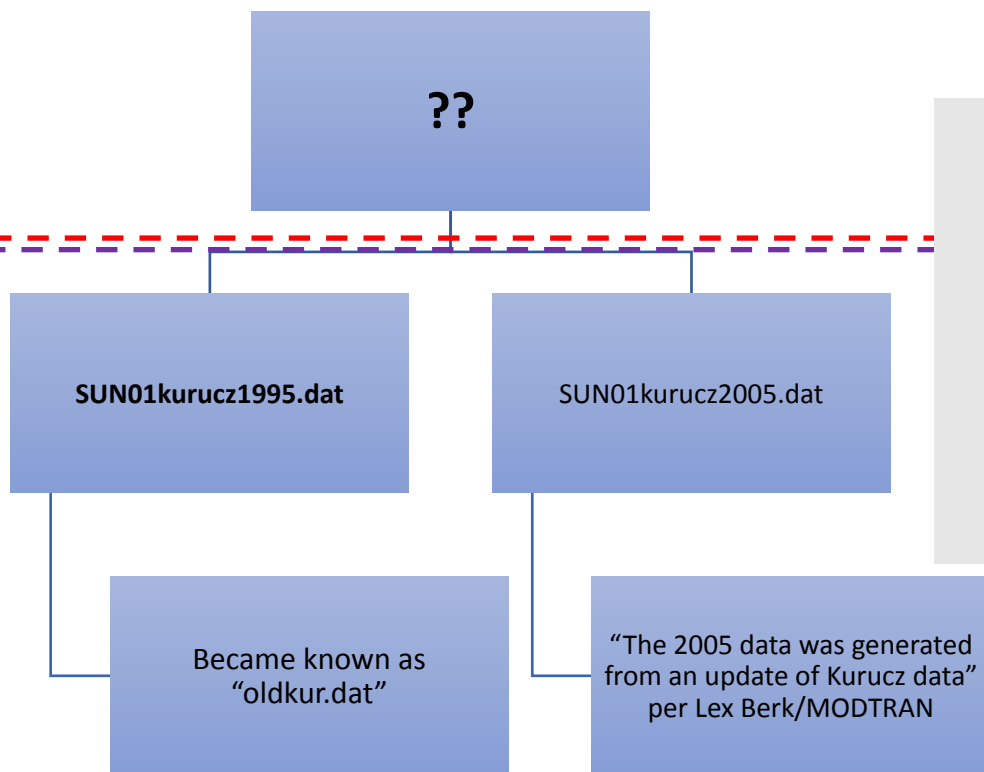 ??
SUN01kurucz1995.dat
SUN01kurucz2005.dat
Became known as
“oldkur.dat”
“The 2005 data was generated
from an update of Kurucz data”
per Lex Berk/MODTRAN